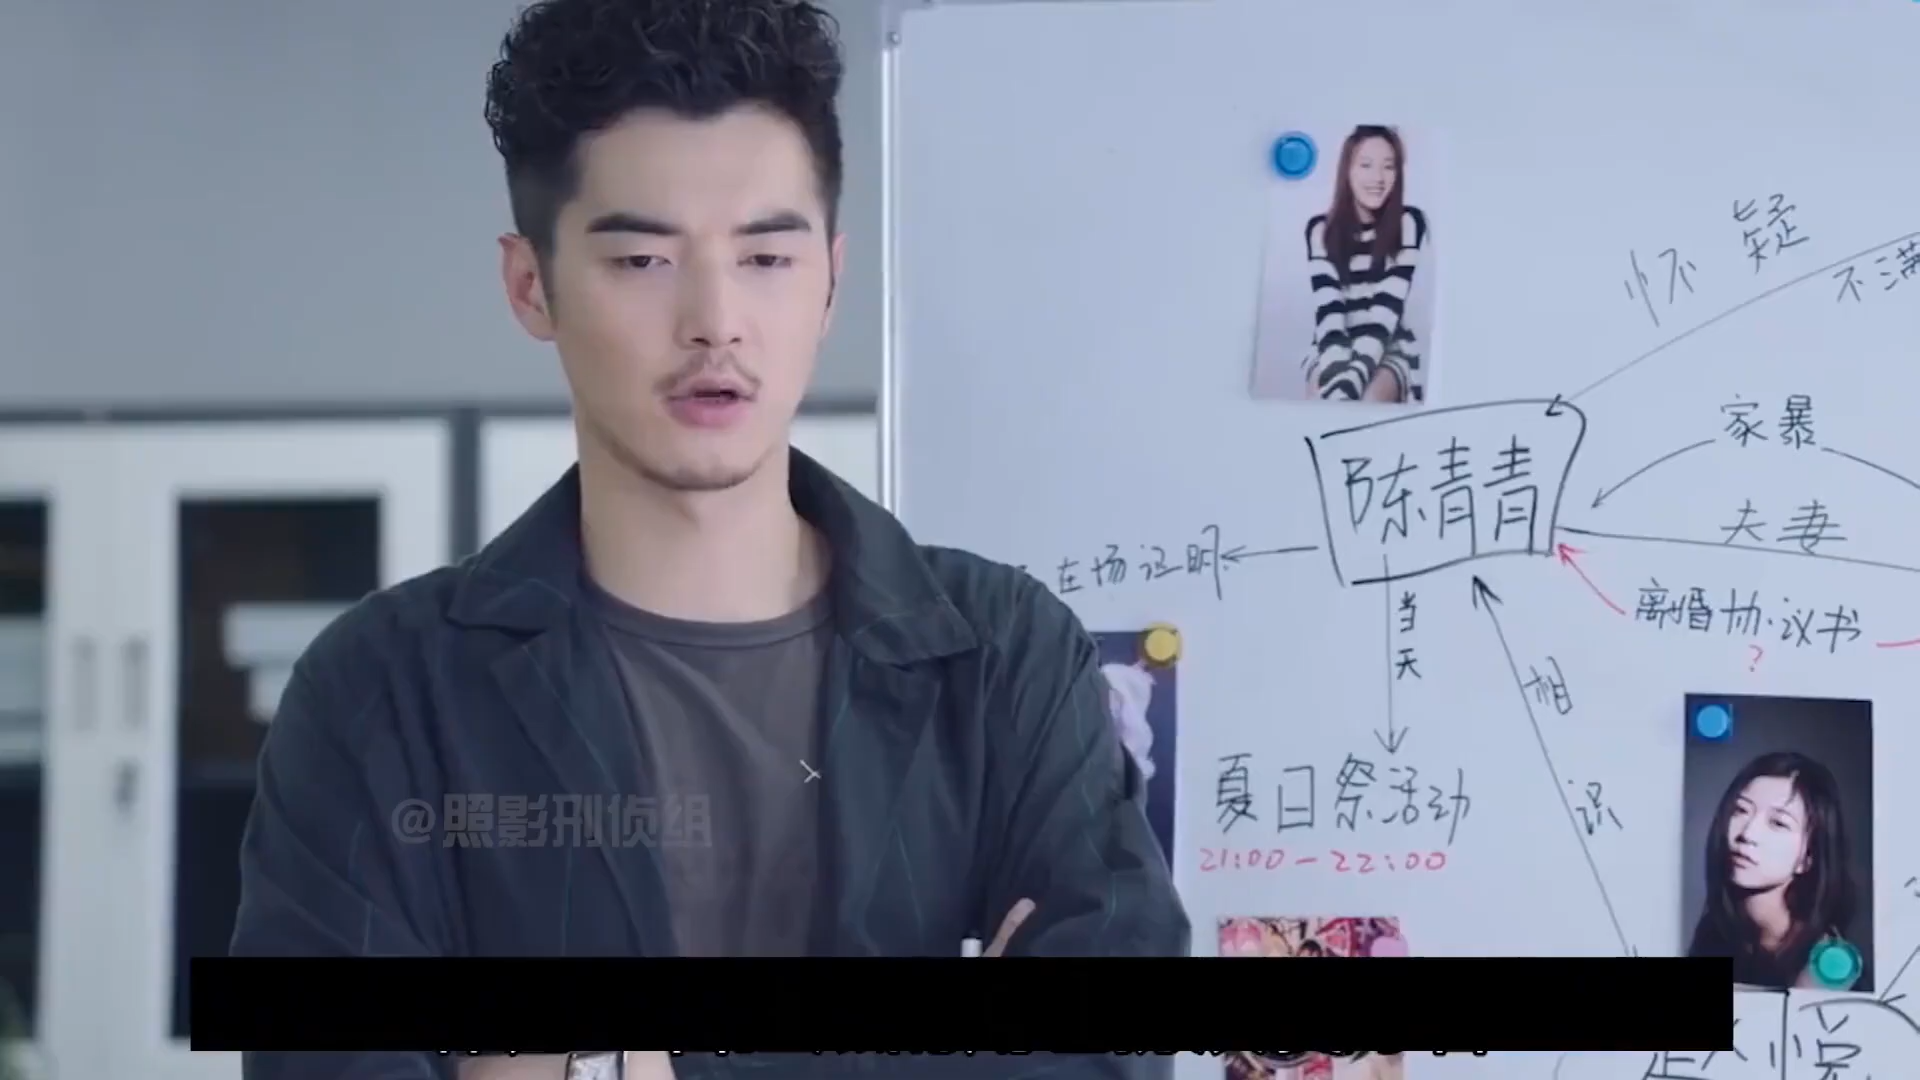 怀疑
不满
家暴
陈青青
夫妻
在场证明
离婚协议书
?
当天
相识
夏日祭活动
21:00-22:00
@照影刑侦组